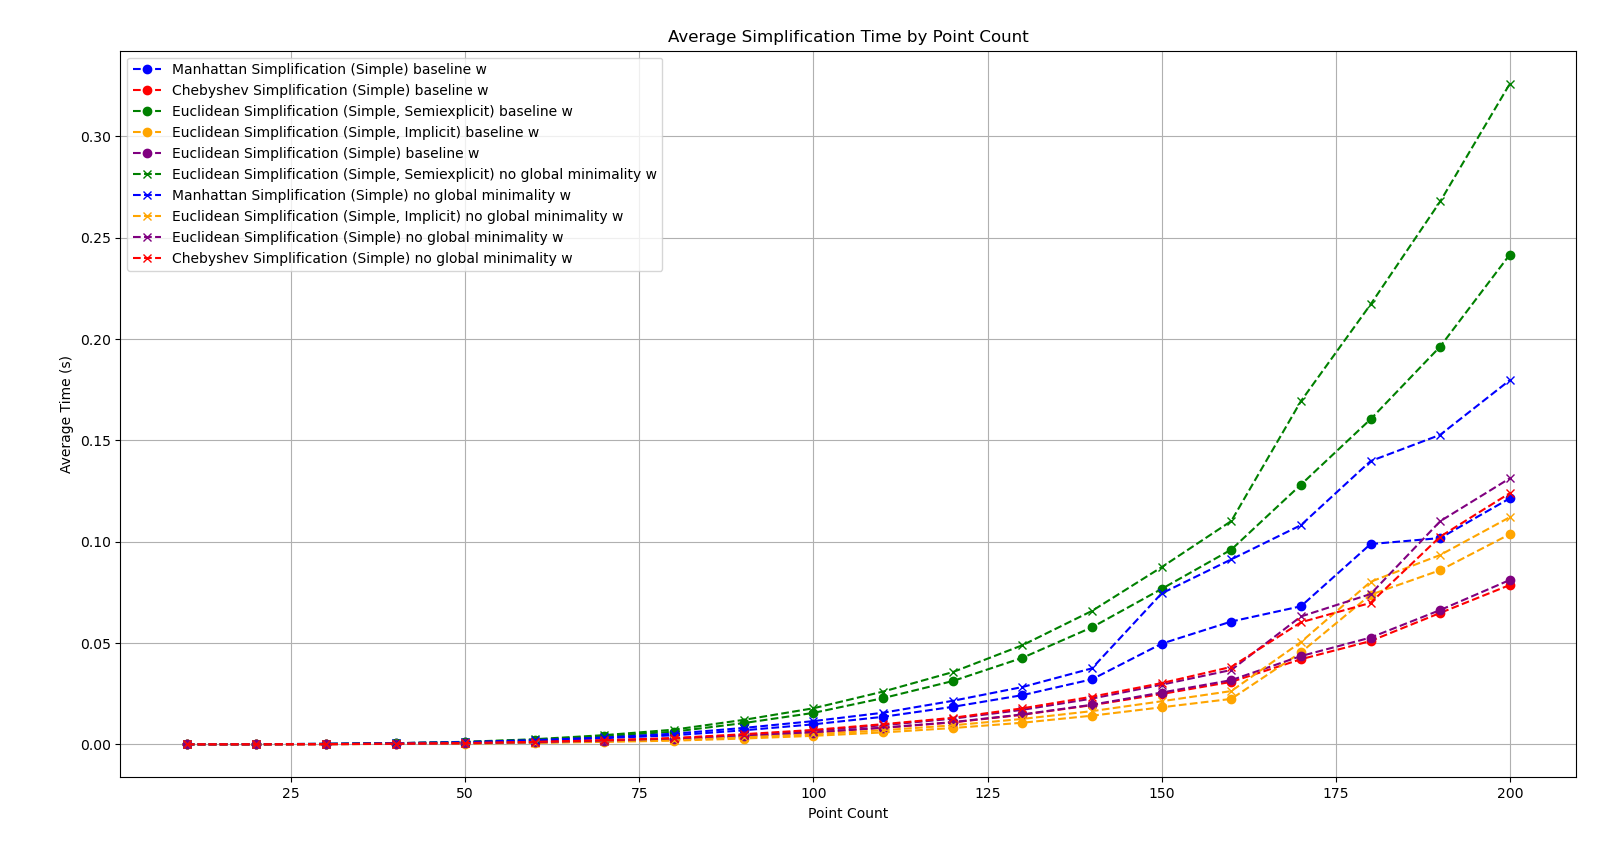 Average Simplification Time by Point Count
Manhattan Simplification (Simple) baseline w
Chebyshev Simplification (Simple) baseline w
Euclidean Simplification (Simple, Semiexplicit) baseline w
Euclidean Simplification (Simple, Implicit) baseline w
Euclidean Simplification (Simple) baseline w
Euclidean Simplification (Simple, Semiexplicit) no global minimality w
Manhattan Simplification (Simple) no global minimality w
Euclidean Simplification (Simple, Implicit) no global minimality w
Euclidean Simplification (Simple) no global minimality w
Chebyshev Simplification (Simple) no global minimality w
Average Time (s)
0.30
0.25
0.20
0.15
0.10
0.05
0.00
25 50 75 100 125 150 175 200
Point Count